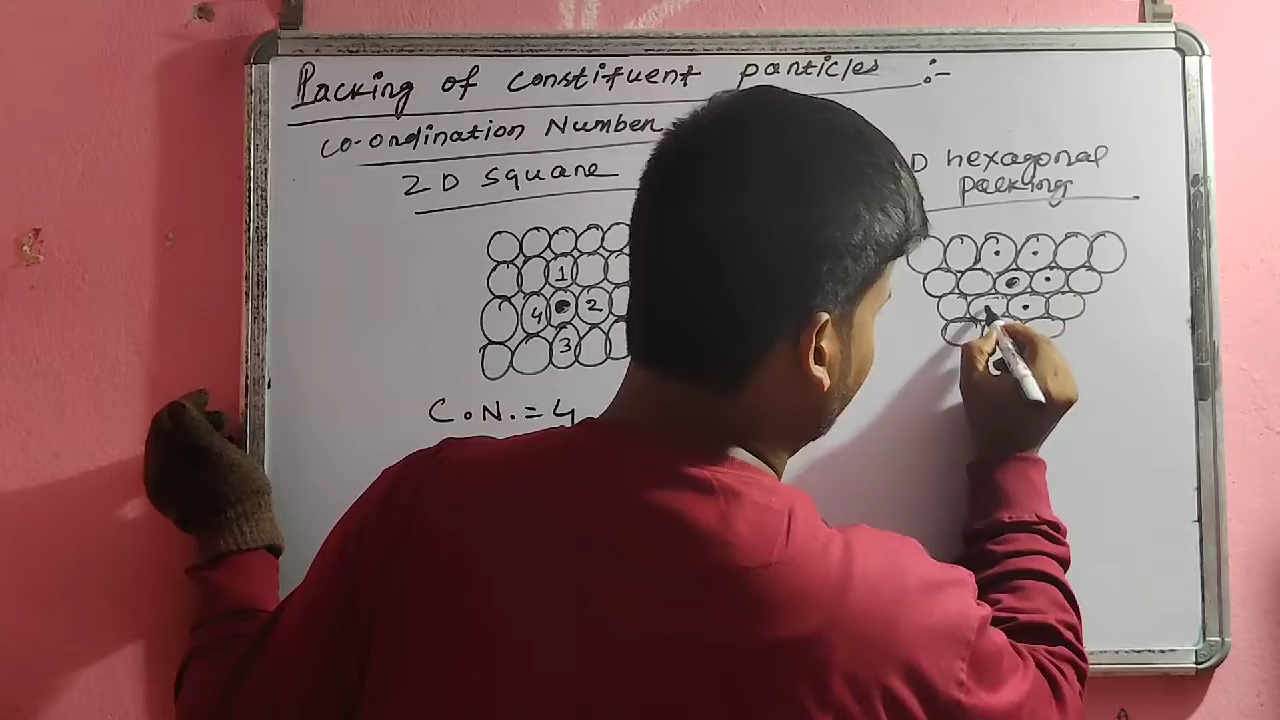 Packing of constituent particles :-
Co-ordination Number
2D square
D hexagonal
packing
1
4 2
3
C.N. = 4